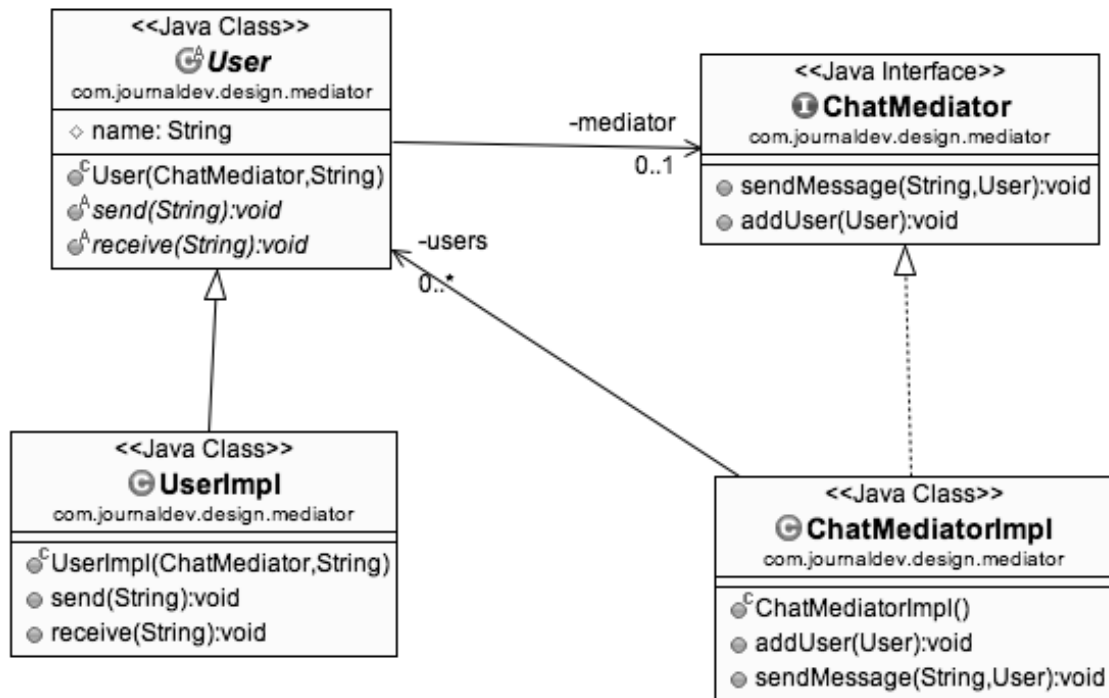 <<Java Class>>
User
com.journaldev.design.mediator
name: String
User(ChatMediator,String)
send(String):void
receive(String):void
-mediator
0..1
<<Java Interface>>
ChatMediator
com.journaldev.design.mediator
sendMessage(String,User):void
addUser(User):void
-users
0..*
<<Java Class>>
UserImpl
com.journaldev.design.mediator
UserImpl(ChatMediator,String)
send(String):void
receive(String):void
<<Java Class>>
ChatMediatorImpl
com.journaldev.design.mediator
ChatMediatorImpl()
addUser(User):void
sendMessage(String,User):void